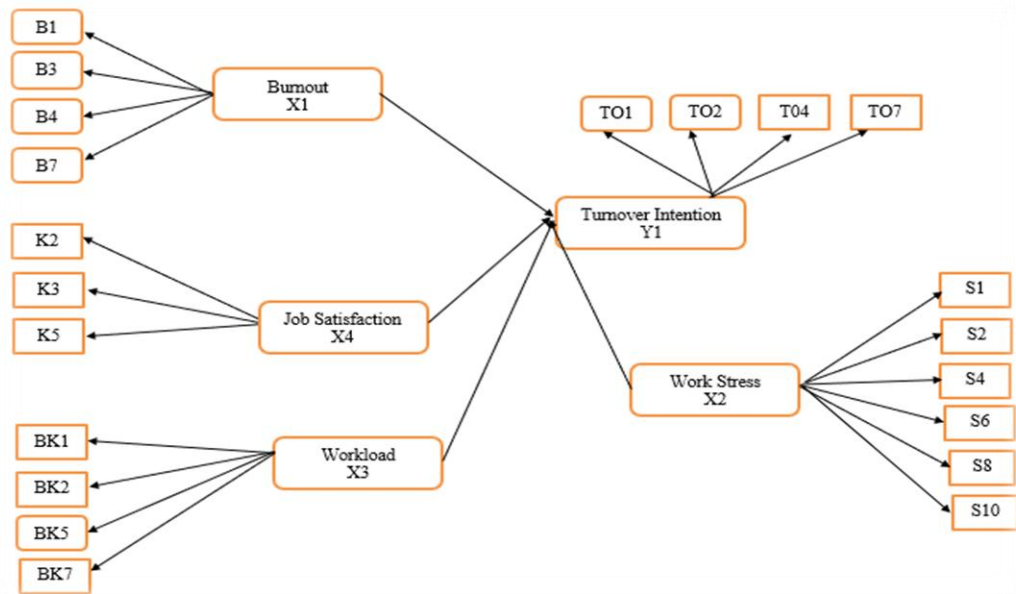 B1
B3
B4
B7
Burnout
X1
TO1
TO2
T04
TO7
Turnover Intention
Y1
K2
K3
K5
Job Satisfaction
X4
S1
S2
S4
S6
S8
S10
Work Stress
X2
BK1
BK2
BK5
BK7
Workload
X3